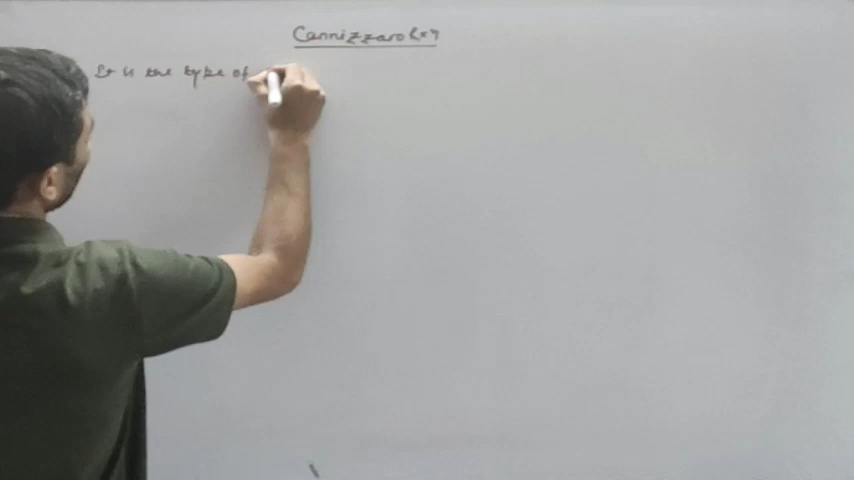 Cannizzaro Rxn
It is the type of